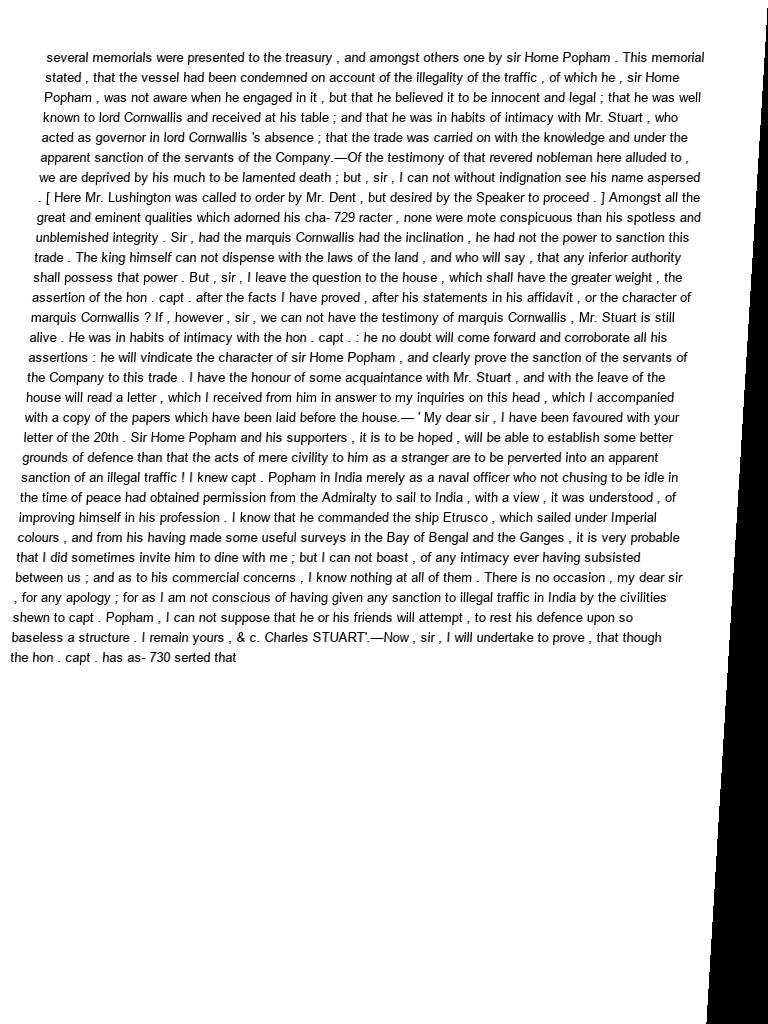 several memorials were presented to the treasury , and amongst others one by sir Home Popham . This memorial
stated , that the vessel had been condemned on account of the illegality of the traffic , of which he , sir Home
Popham , was not aware when he engaged in it , but that he believed it to be innocent and legal ; that he was well
known to lord Cornwallis and received at his table ; and that he was in habits of intimacy with Mr. Stuart , who
acted as governor in lord Cornwallis 's absence ; that the trade was carried on with the knowledge and under the
apparent sanction of the servants of the Company.—Of the testimony of that revered nobleman here alluded to ,
we are deprived by his much to be lamented death ; but , sir , I can not without indignation see his name aspersed
. [ Here Mr. Lushington was called to order by Mr. Dent , but desired by the Speaker to proceed . ] Amongst all the
great and eminent qualities which adorned his cha- 729 racter , none were mote conspicuous than his spotless and
unblemished integrity . Sir , had the marquis Cornwallis had the inclination , he had not the power to sanction this
trade . The king himself can not dispense with the laws of the land , and who will say , that any inferior authority
shall possess that power . But , sir , I leave the question to the house , which shall have the greater weight , the
assertion of the hon . capt . after the facts I have proved , after his statements in his affidavit , or the character of
marquis Cornwallis ? If , however , sir , we can not have the testimony of marquis Cornwallis , Mr. Stuart is still
alive . He was in habits of intimacy with the hon . capt . : he no doubt will come forward and corroborate all his
assertions : he will vindicate the character of sir Home Popham , and clearly prove the sanction of the servants of
the Company to this trade . I have the honour of some acquaintance with Mr. Stuart , and with the leave of the
house will read a letter , which I received from him in answer to my inquiries on this head , which I accompanied
with a copy of the papers which have been laid before the house.— ' My dear sir , I have been favoured with your
letter of the 20th . Sir Home Popham and his supporters , it is to be hoped , will be able to establish some better
grounds of defence than that the acts of mere civility to him as a stranger are to be perverted into an apparent
sanction of an illegal traffic ! I knew capt . Popham in India merely as a naval officer who not chusing to be idle in
the time of peace had obtained permission from the Admiralty to sail to India , with a view , it was understood , of
improving himself in his profession . I know that he commanded the ship Etrusco , which sailed under Imperial
colours , and from his having made some useful surveys in the Bay of Bengal and the Ganges , it is very probable
that I did sometimes invite him to dine with me ; but I can not boast , of any intimacy ever having subsisted
between us ; and as to his commercial concerns , I know nothing at all of them . There is no occasion , my dear sir
, for any apology ; for as I am not conscious of having given any sanction to illegal traffic in India by the civilities
shewn to capt . Popham , I can not suppose that he or his friends will attempt , to rest his defence upon so
baseless a structure . I remain yours , & c. Charles STUART'.—Now , sir , I will undertake to prove , that though
the hon . capt . has as- 730 serted that